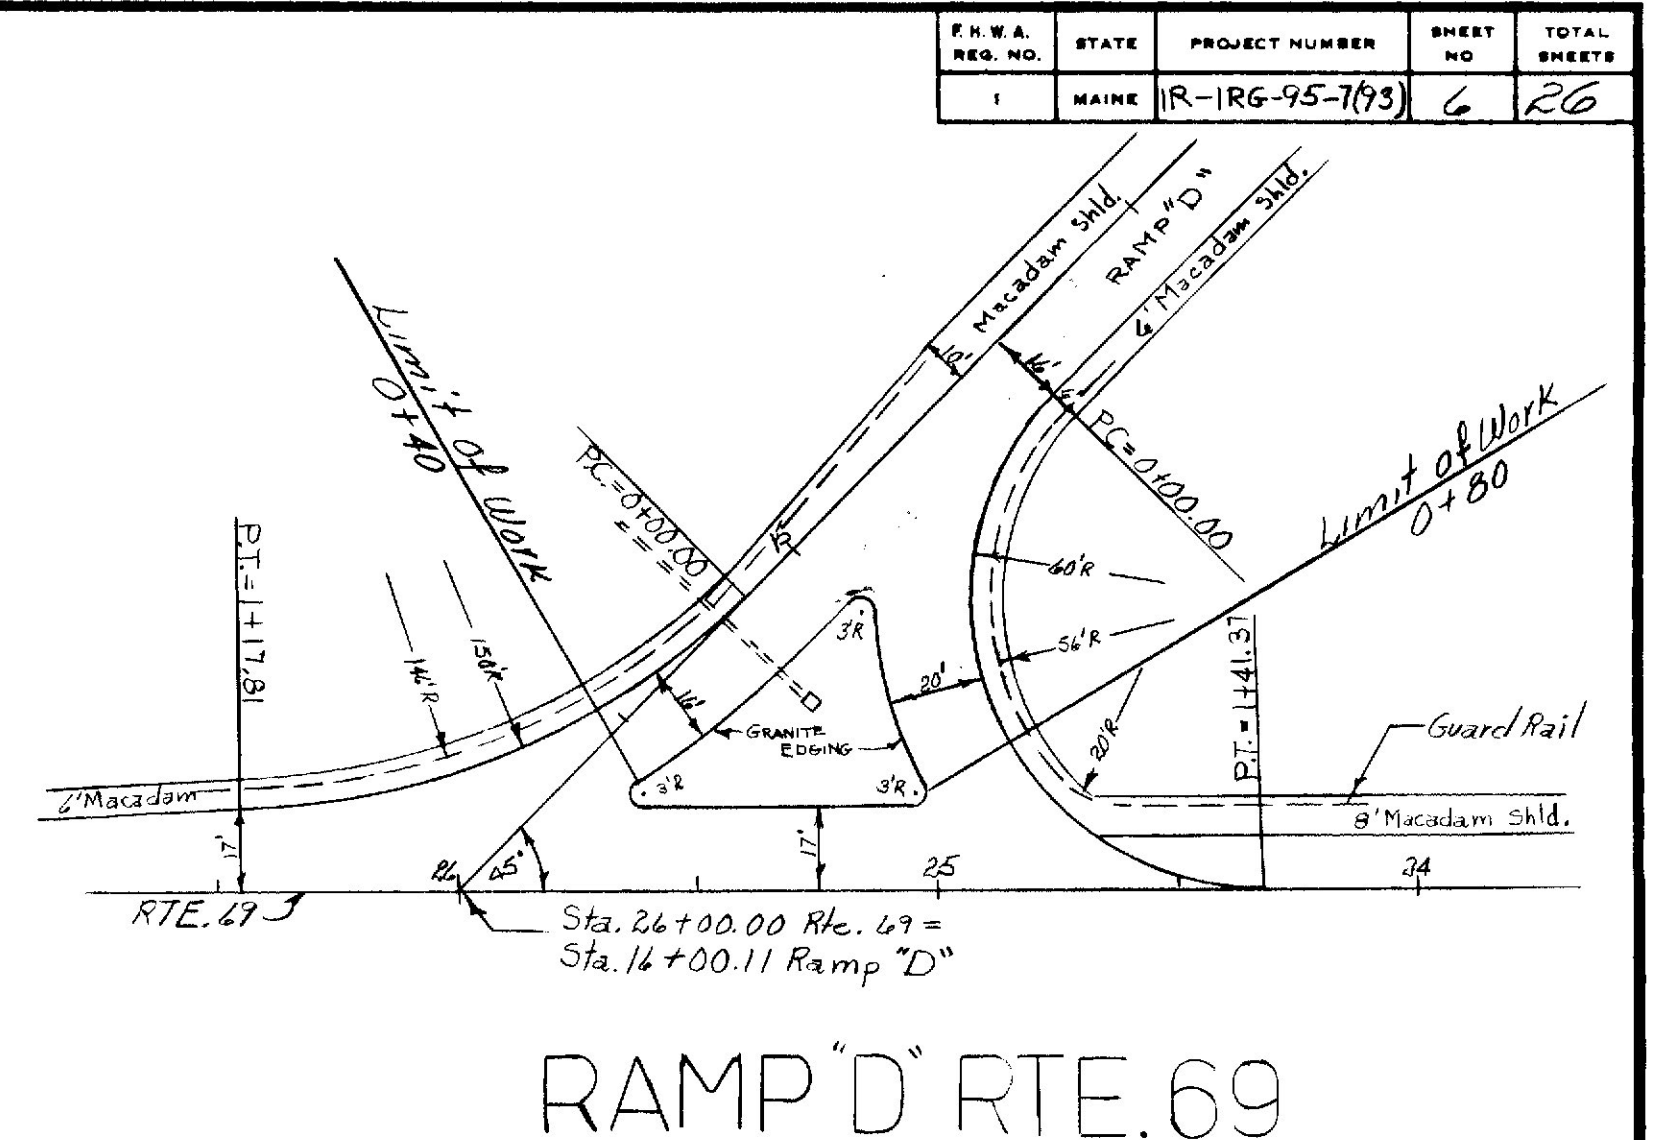 F.H.W.A. REG. NO.
STATE
PROJECT NUMBER
SHEET NO
TOTAL SHEETS
1
MAINE
IR-IRG-95-7(93)
6
26
Macadam Shld.
RAMP "D"
6' Macadam Shld.
10'
16'
P.C.=0+00.00
Limit of Work
0+40
Limit of Work
0+80
P.C.=0+00.00
P.T.=1+17.81
146'R
150'R
60'R
56'R
20'R
P.T.=1+41.37
Guard Rail
3'R
20'
16'
GRANITE
EDGING
3'R
3'R
6' Macadam
8' Macadam Shld.
17'
17'
26
45°
25
24
RTE. 69
Sta. 26+00.00 Rte. 69 =
Sta. 16+00.11 Ramp "D"
RAMP "D" RTE. 69